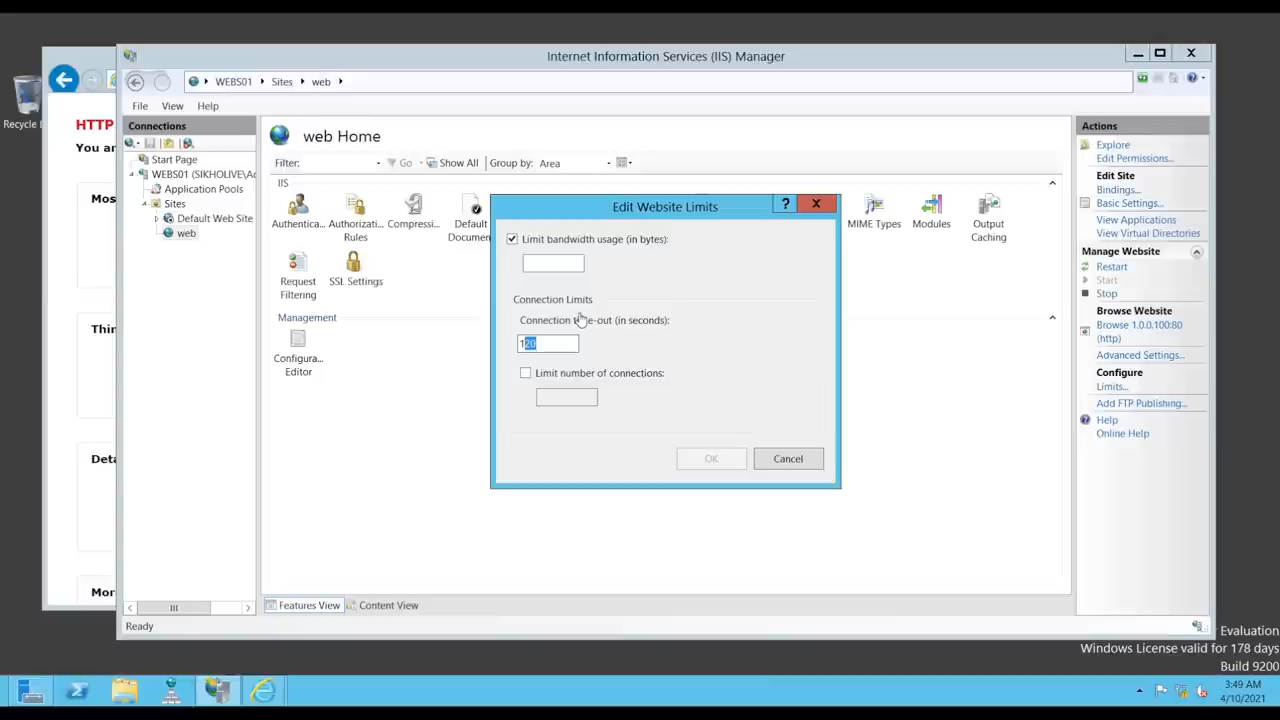 Internet Information Services (IIS) Manager
WEBS01
Sites
web
File
View
Help
Recycle
HTTP
You ar
Mos
Thin
Deta
Mor
Connections
Start Page
WEBS01 (SIKHOLIVE\Ad
Application Pools
Sites
Default Web Site
web
web Home
Filter:
Go
Show All
Group by:
Area
IIS
Authentica...
Authorizati... Rules
Compressi...
Default
Documen
MIME Types
Modules
Output
Caching
Request
Filtering
SSL Settings
Management
Configura...
Editor
Edit Website Limits
?
Limit bandwidth usage (in bytes):
Connection Limits
Connection time-out (in seconds):
120
Limit number of connections:
OK
Cancel
Features View
Content View
Ready
Actions
Explore
Edit Permissions...
Edit Site
Bindings...
Basic Settings...
View Applications
View Virtual Directories
Manage Website
Restart
Start
Stop
Browse Website
Browse 1.0.0.100:80
(http)
Advanced Settings...
Configure
Limits...
Add FTP Publishing...
Help
Online Help
Evaluation
Windows License valid for 178 days
Build 9200
3:49 AM
4/10/2021